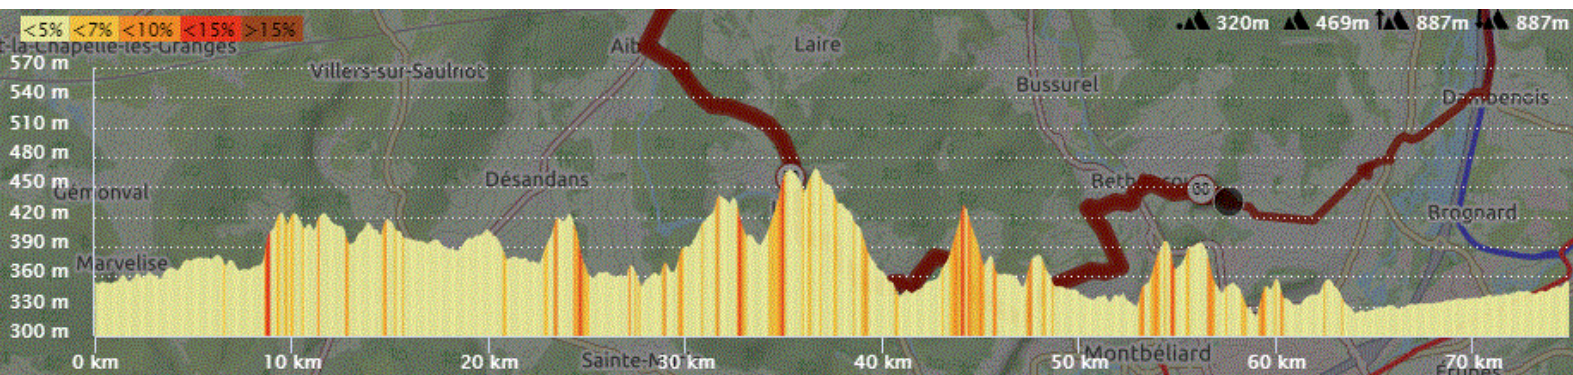 <5% <7% <10% <15% >15%
320m 469m 887m 887m
t-la-Chapelle-les-Granges
Laire
570 m
Villers-sur-Saulnot
Bussurel
540 m
Dambenois
510 m
480 m
450 m
Désandans
Gémonval
60
420 m
Brognard
390 m
Marvelise
360 m
330 m
300 m
0 km 10 km 20 km 30 km 40 km 50 km 60 km 70 km
Montbéliard